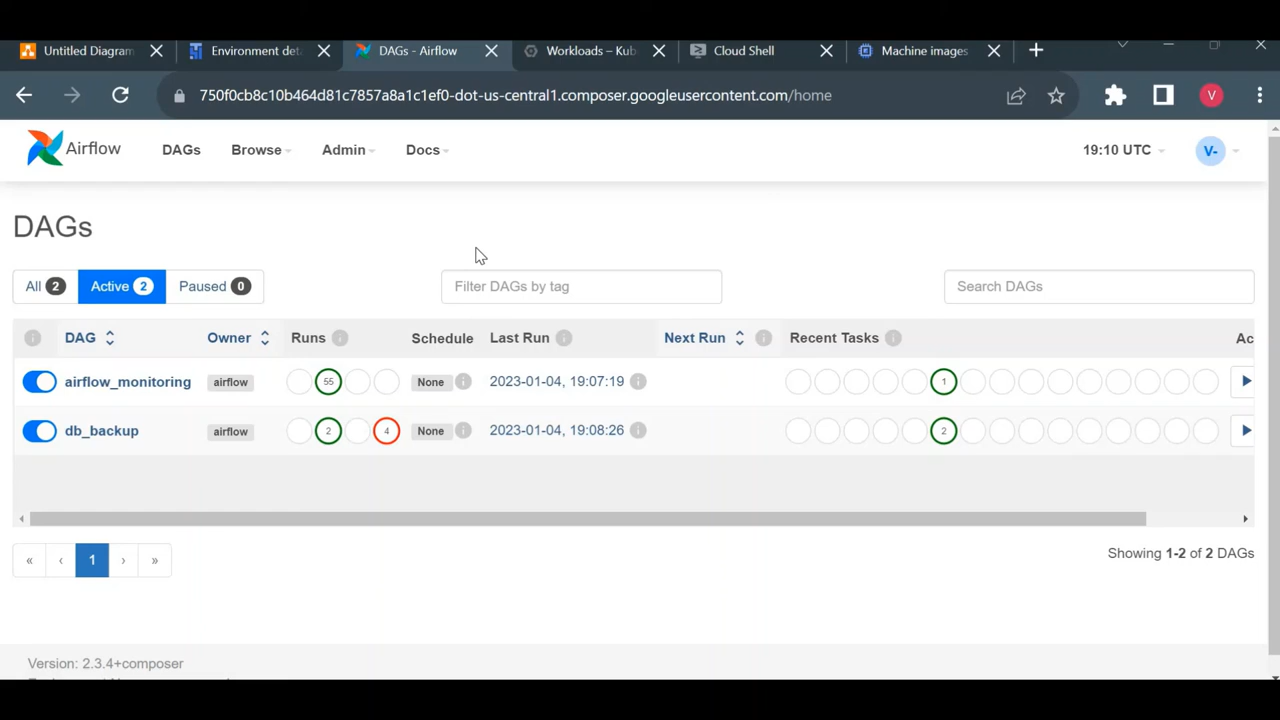 Untitled Diagram
Environment deta
DAGs - Airflow
Workloads – Kub
Cloud Shell
Machine images
750f0cb8c10b464d81c7857a8a1c1ef0-dot-us-central1.composer.googleusercontent.com/home
V
Airflow
DAGs
Browse
Admin
Docs
19:10 UTC
V-
DAGs
All 2
Active 2
Paused 0
Filter DAGs by tag
Search DAGs
DAG Owner Runs Schedule Last Run Next Run Recent Tasks Ac
airflow_monitoring airflow 55 None 2023-01-04, 19:07:19 1
db_backup airflow 2 4 None 2023-01-04, 19:08:26 2
« ‹ 1 › »
Showing 1-2 of 2 DAGs
Version: 2.3.4+composer